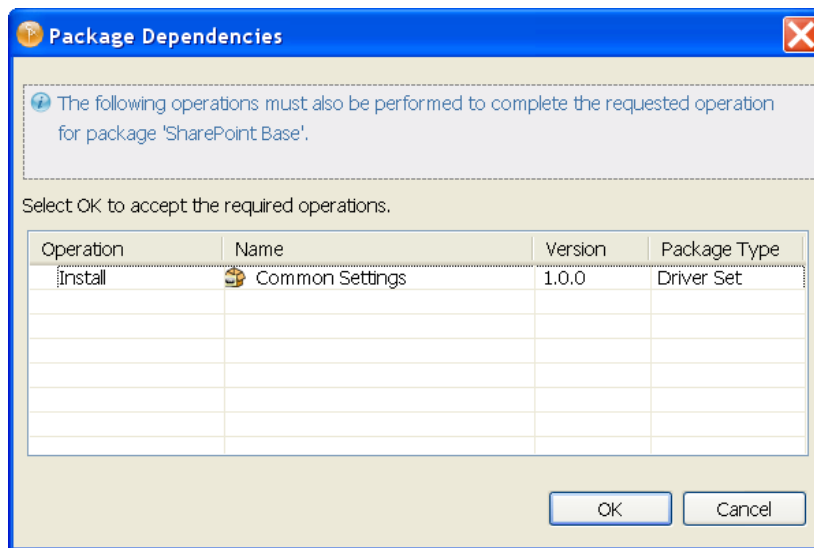 Package Dependencies
The following operations must also be performed to complete the requested operation
for package 'SharePoint Base'.
Select OK to accept the required operations.
Operation Name Version Package Type
Install Common Settings 1.0.0 Driver Set
OK Cancel